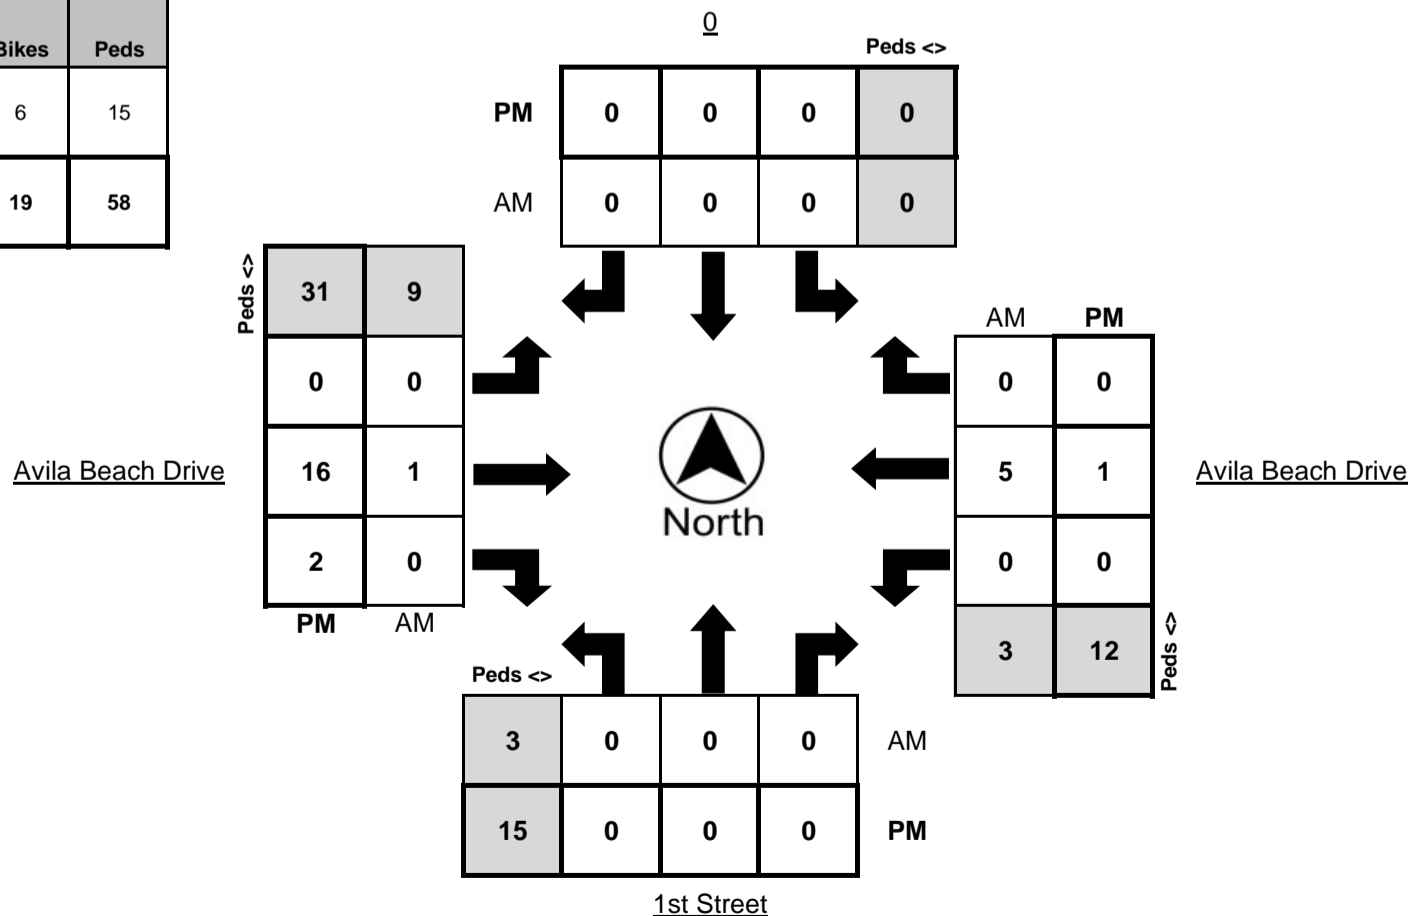 0
Bikes Peds
Peds <>
6 15
PM 0 0 0 0
19 58
AM 0 0 0 0
Peds <>
31 9
AM PM
0 0
0 0
Avila Beach Drive
16 1
North
5 1
Avila Beach Drive
2 0
0 0
PM AM
3 12
Peds <>
Peds <>
3 0 0 0 AM
15 0 0 0 PM
1st Street